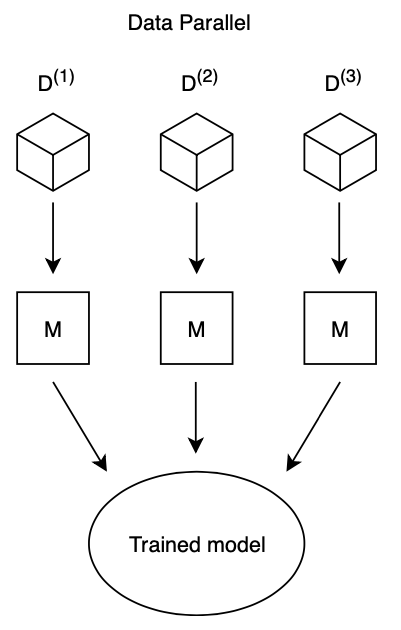 Data Parallel
D(1) D(2) D(3)
M M M
Trained model